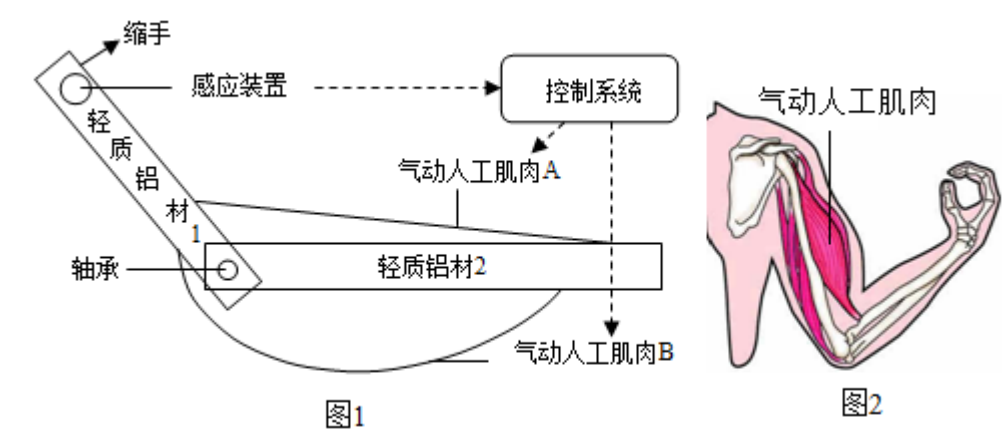 缩手
感应装置
控制系统
轻质铝材1
气动人工肌肉A
轴承
轻质铝材2
气动人工肌肉B
图1
气动人工肌肉
图2